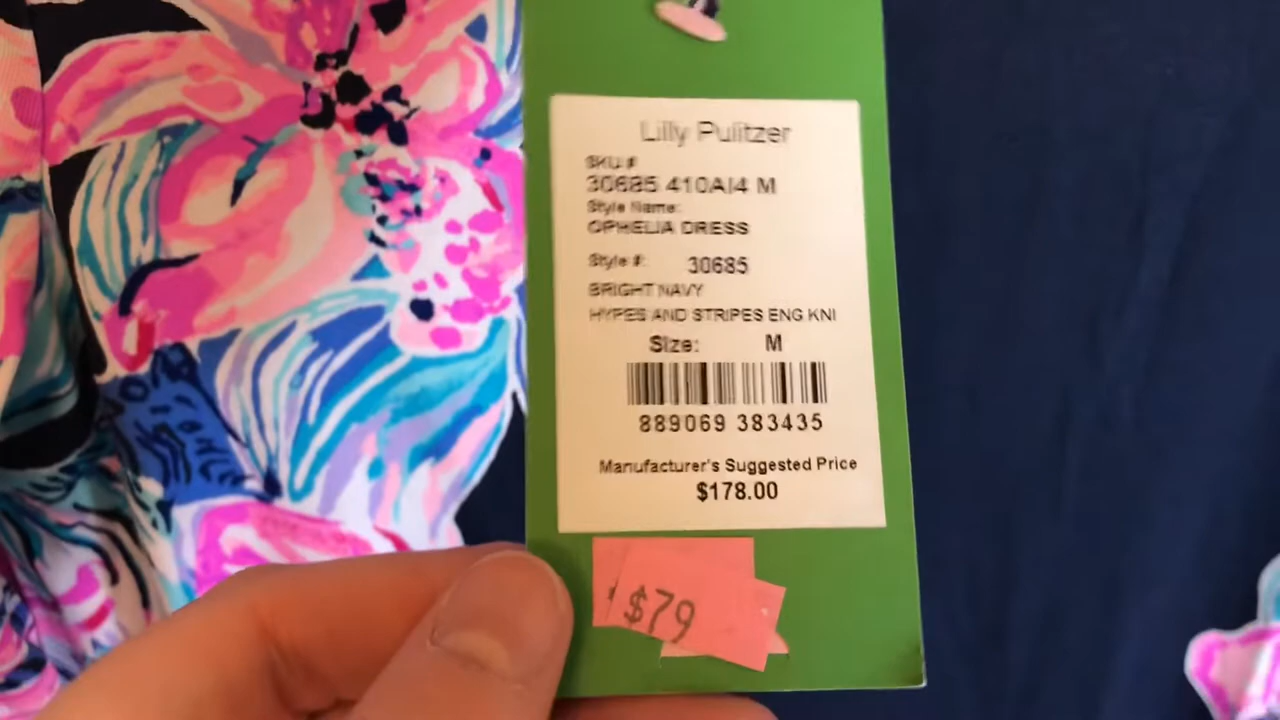 Lilly Pulitzer
SKU #
30685 410AI4 M
Style Name:
OPHELIA DRESS
Style #: 30685
BRIGHT NAVY
HYPES AND STRIPES ENG KNI
Size: M
889069 383435
Manufacturer's Suggested Price
$178.00
$79